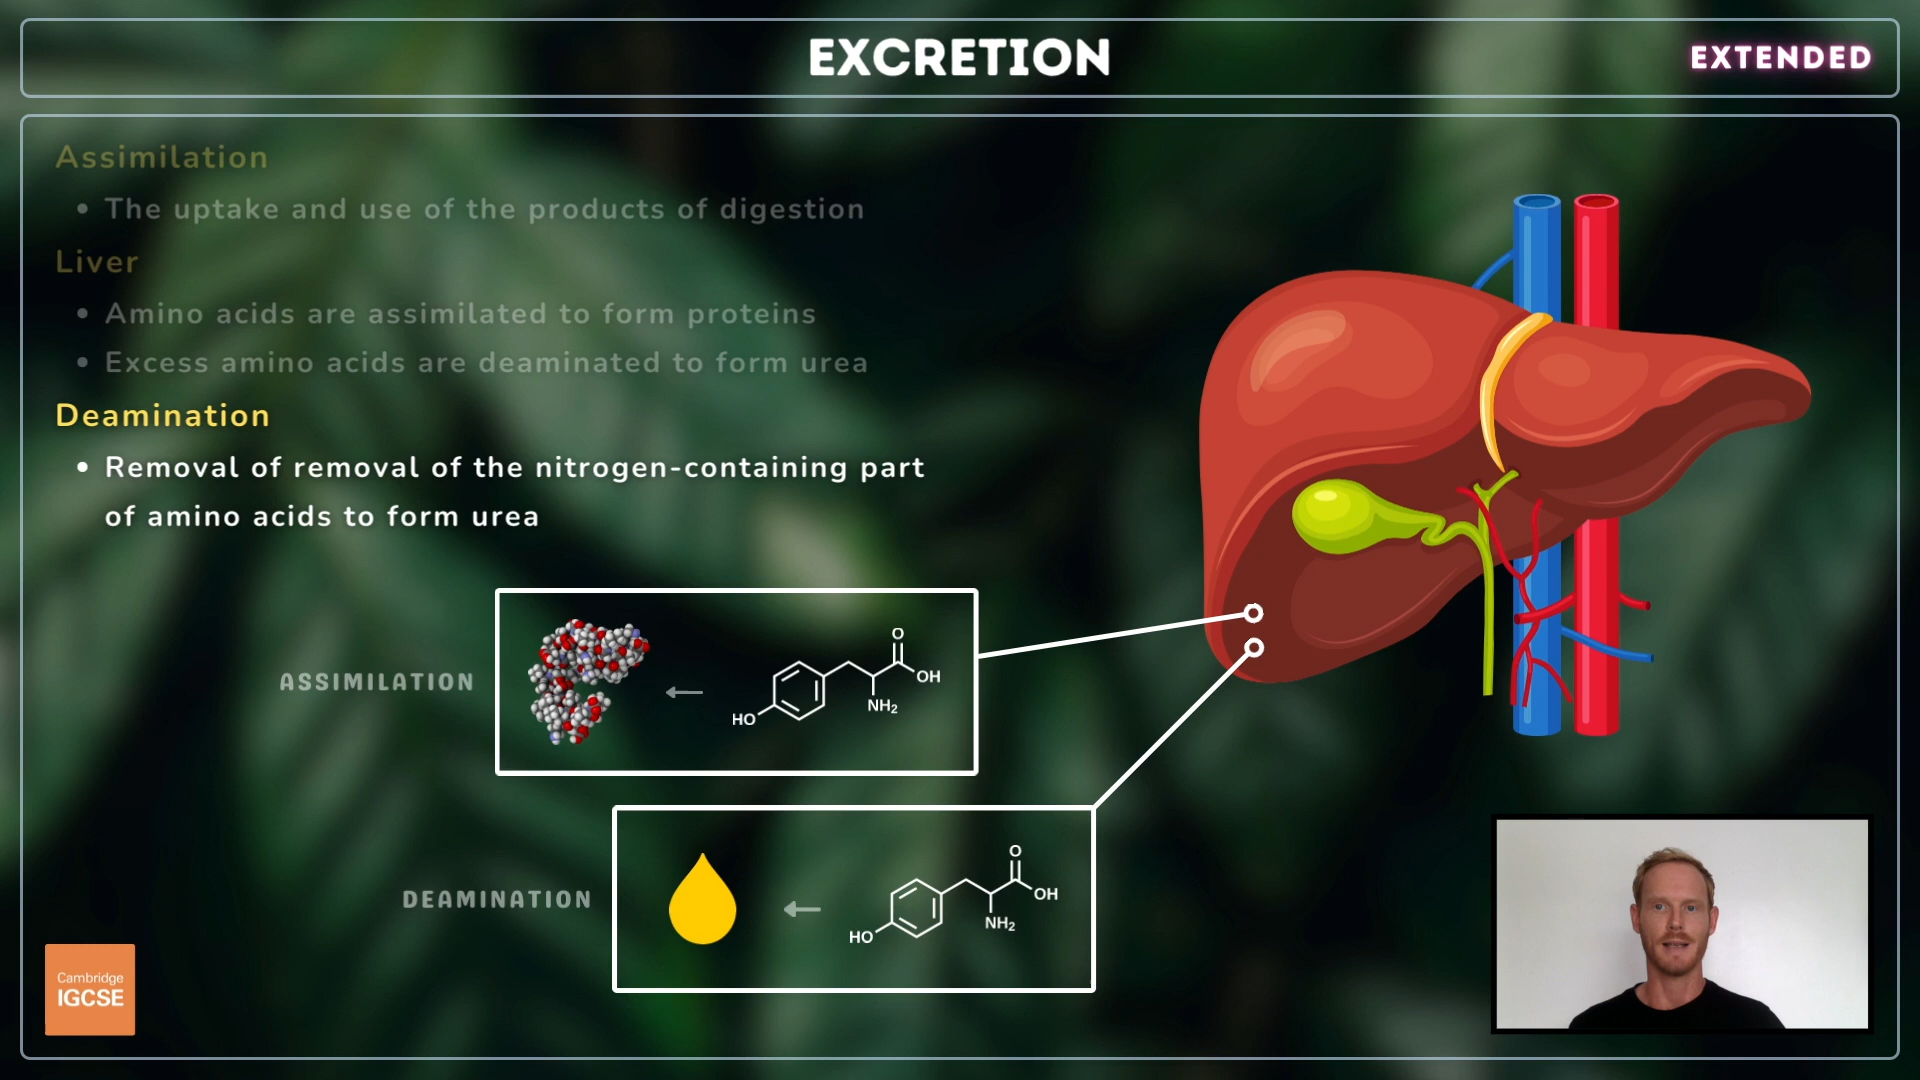 EXCRETION
EXTENDED
Assimilation
• The uptake and use of the products of digestion
Liver
• Amino acids are assimilated to form proteins
• Excess amino acids are deaminated to form urea
Deamination
• Removal of removal of the nitrogen-containing part
of amino acids to form urea
ASSIMILATION
O
OH
NH₂
HO
DEAMINATION
O
OH
NH₂
HO
Cambridge
IGCSE